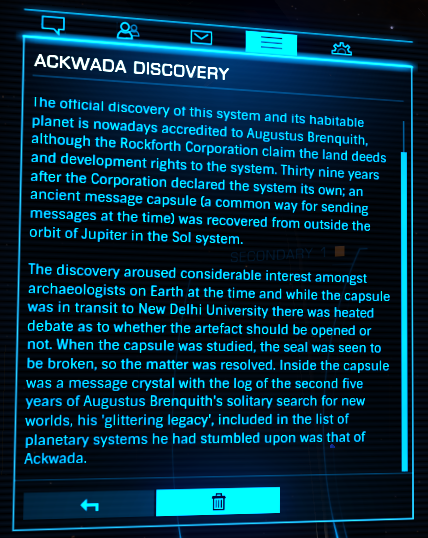 ACKWADA DISCOVERY
The official discovery of this system and its habitable
planet is nowadays accredited to Augustus Brenquith,
although the Rockforth Corporation claim the land deeds
and development rights to the system. Thirty nine years
after the Corporation declared the system its own; an
ancient message capsule (a common way for sending
messages at the time) was recovered from outside the
orbit of Jupiter in the Sol system.
SECONDARY
The discovery aroused considerable interest amongst
archaeologists on Earth at the time and while the capsule
was in transit to New Delhi University there was heated
debate as to whether the artefact should be opened or
not. When the capsule was studied, the seal was seen to
be broken, so the matter was resolved. Inside the capsule
was a message crystal with the log of the second five
years of Augustus Brenquith's solitary search for new
worlds, his 'glittering legacy', included in the list of
planetary systems he had stumbled upon was that of
Ackwada.